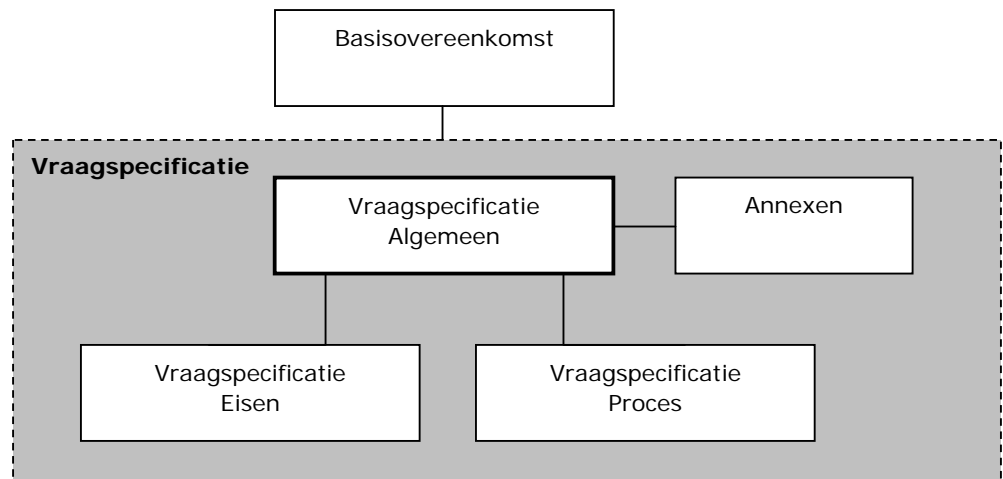 Basisovereenkomst
Vraagspecificatie
Vraagspecificatie
Algemeen
Annexen
Vraagspecificatie
Eisen
Vraagspecificatie
Proces